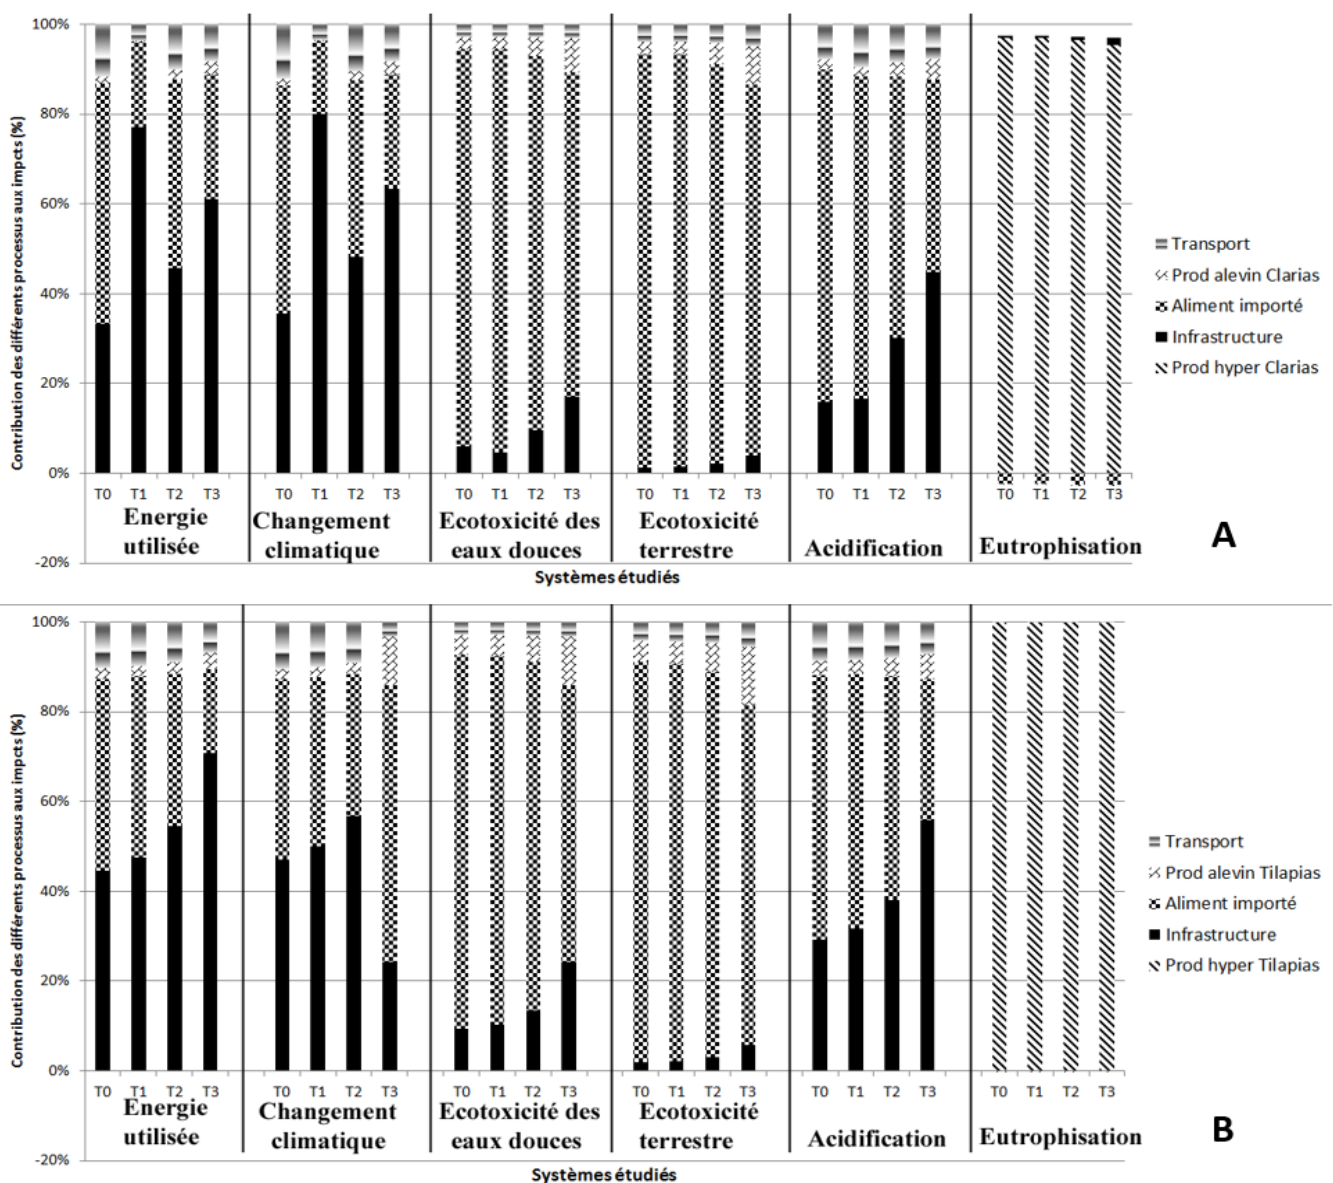 Contribution des différents processus aux impcts (%)
100%
80%
60%
40%
20%
0%
-20%
T0 T1 T2 T3 T0 T1 T2 T3 T0 T1 T2 T3 T0 T1 T2 T3 T0 T1 T2 T3 T0 T1 T2 T3
Energie utilisée
Changement climatique
Ecotoxicité des eaux douces
Ecotoxicité terrestre
Acidification
Eutrophisation
Systèmes étudiés
Transport
Prod alevin Clarias
Aliment importé
Infrastructure
Prod hyper Clarias
A
Contribution des différents processus aux impcts (%)
100%
80%
60%
40%
20%
0%
-20%
T0 T1 T2 T3 T0 T1 T2 T3 T0 T1 T2 T3 T0 T1 T2 T3 T0 T1 T2 T3 T0 T1 T2 T3
Energie utilisée
Changement climatique
Ecotoxicité des eaux douces
Ecotoxicité terrestre
Acidification
Eutrophisation
Systèmes étudiés
Transport
Prod alevin Tilapias
Aliment importé
Infrastructure
Prod hyper Tilapias
B